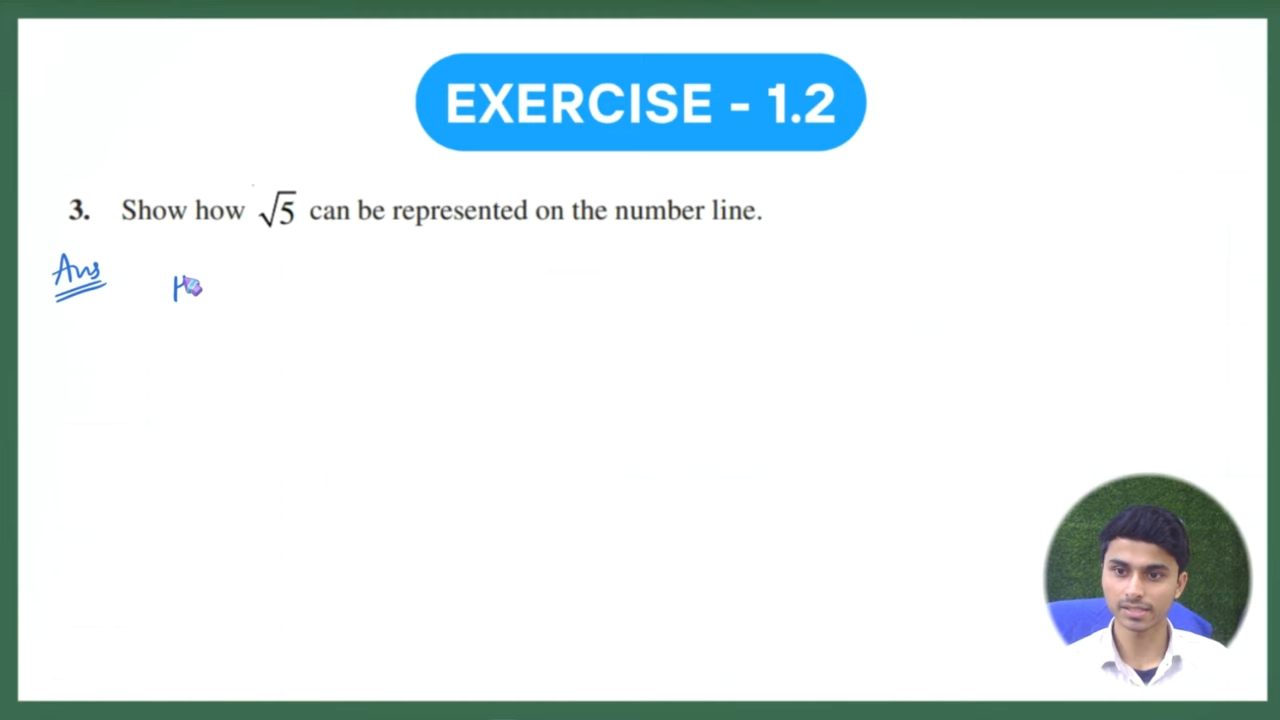 EXERCISE - 1.2
3. Show how √5 can be represented on the number line.
Ans